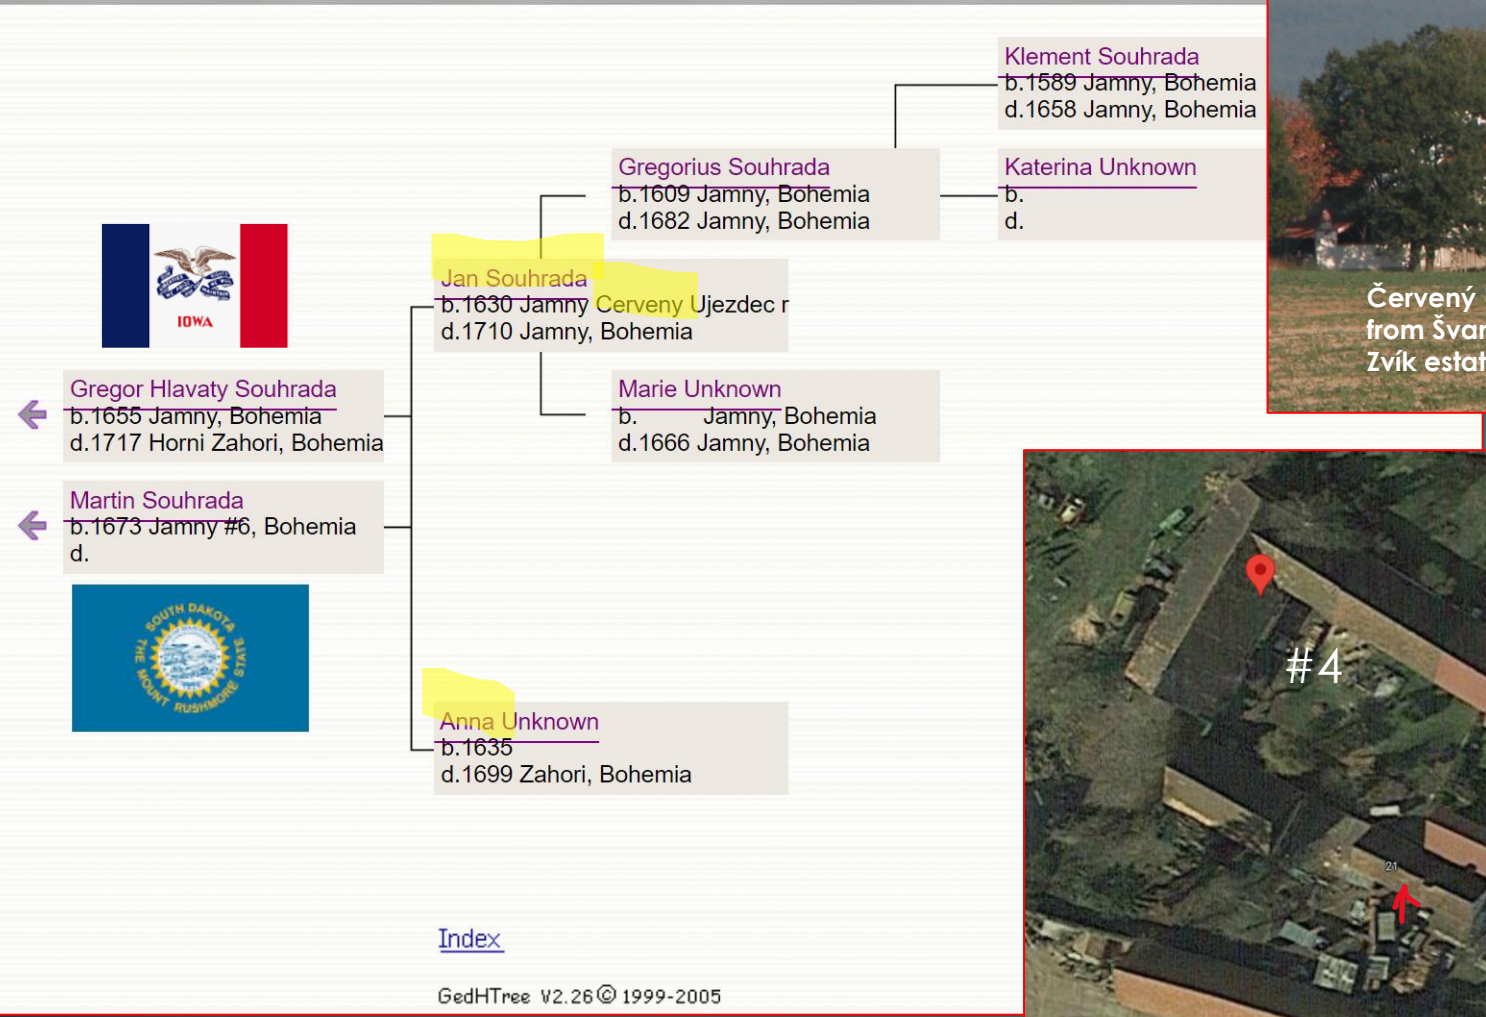 Klement Souhrada
b.1589 Jamny, Bohemia
d.1658 Jamny, Bohemia
Gregorius Souhrada
b.1609 Jamny, Bohemia
d.1682 Jamny, Bohemia
Katerina Unknown
b.
d.
Jan Souhrada
b.1630 Jamny Cerveny Ujezdec r
d.1710 Jamny, Bohemia
IOWA
Gregor Hlavaty Souhrada
b.1655 Jamny, Bohemia
d.1717 Horni Zahori, Bohemia
Marie Unknown
b. Jamny, Bohemia
d.1666 Jamny, Bohemia
Martin Souhrada
b.1673 Jamny #6, Bohemia
d.
SOUTH DAKOTA
THE MOUNT RUSHMORE STATE
Anna Unknown
b.1635
d.1699 Zahori, Bohemia
Index
GedHTree V2.26© 1999-2005
Červený
from Švar
Zvík estat
#4
21